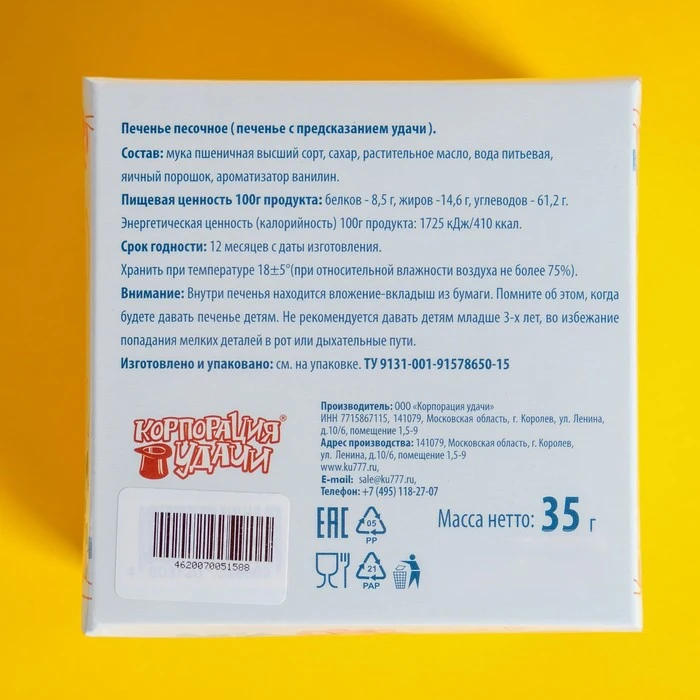 Печенье песочное ( печенье с предсказанием удачи ).
Состав: мука пшеничная высший сорт, сахар, растительное масло, вода питьевая,
яичный порошок, ароматизатор ванилин.
Пищевая ценность 100г продукта: белков - 8,5 г, жиров -14,6 г, углеводов - 61,2 г.
Энергетическая ценность (калорийность) 100г продукта: 1725 кДж/410 ккал.
Срок годности: 12 месяцев с даты изготовления.
Хранить при температуре 18±5°(при относительной влажности воздуха не более 75%).
Внимание: Внутри печенья находится вложение-вкладыш из бумаги. Помните об этом, когда
будете давать печенье детям. Не рекомендуется давать детям младше 3-х лет, во избежание
попадания мелких деталей в рот или дыхательные пути.
Изготовлено и упаковано: см. на упаковке. ТУ 9131-001-91578650-15
КОРПОРАЦИЯ®
УДАЧИ
Производитель: ООО «Корпорация удачи»
ИНН 7715867115, 141079, Московская область, г. Королев, ул. Ленина,
д.10/6, помещение 1,5-9
Адрес производства: 141079, Московская область, г. Королев,
ул. Ленина, д.10/6, помещение 1,5-9
www.ku777.ru,
E-mail: sale@ku777.ru,
Телефон: +7 (495) 118-27-07
EAC 05
PP
Масса нетто: 35 г
21
PAP
4620070051588